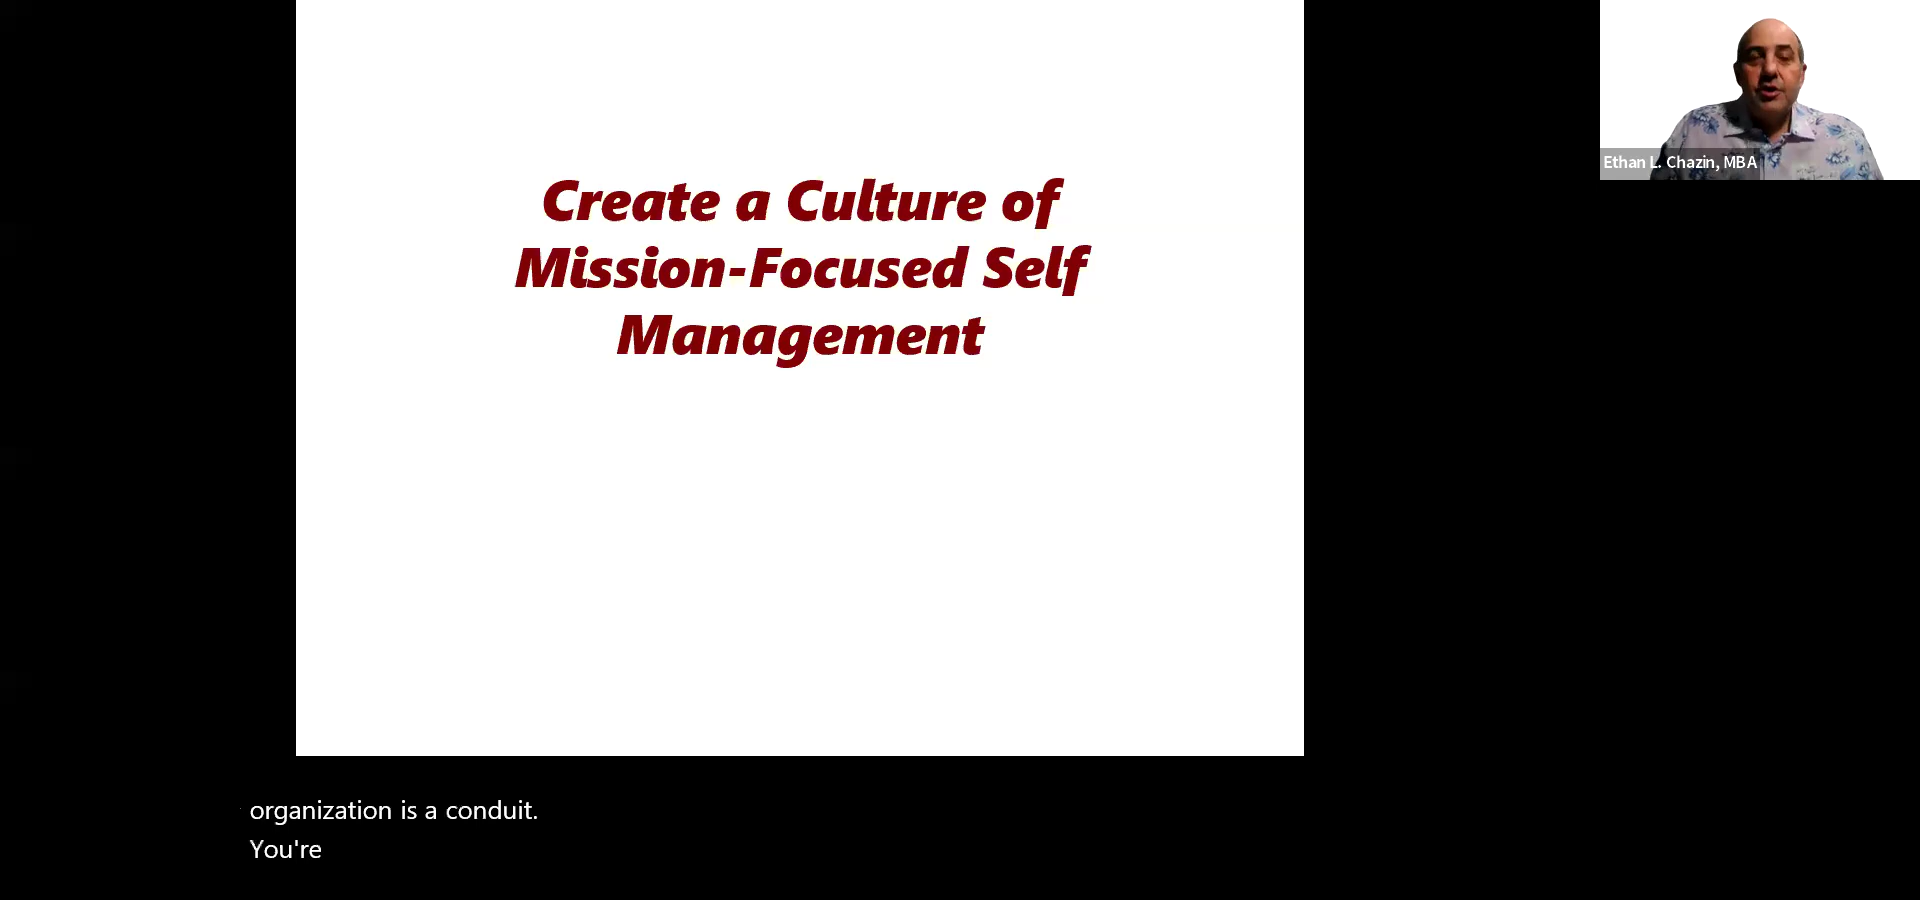 Create a Culture of
Mission-Focused Self
Management
Ethan L. Chazin, MBA
organization is a conduit.
You're